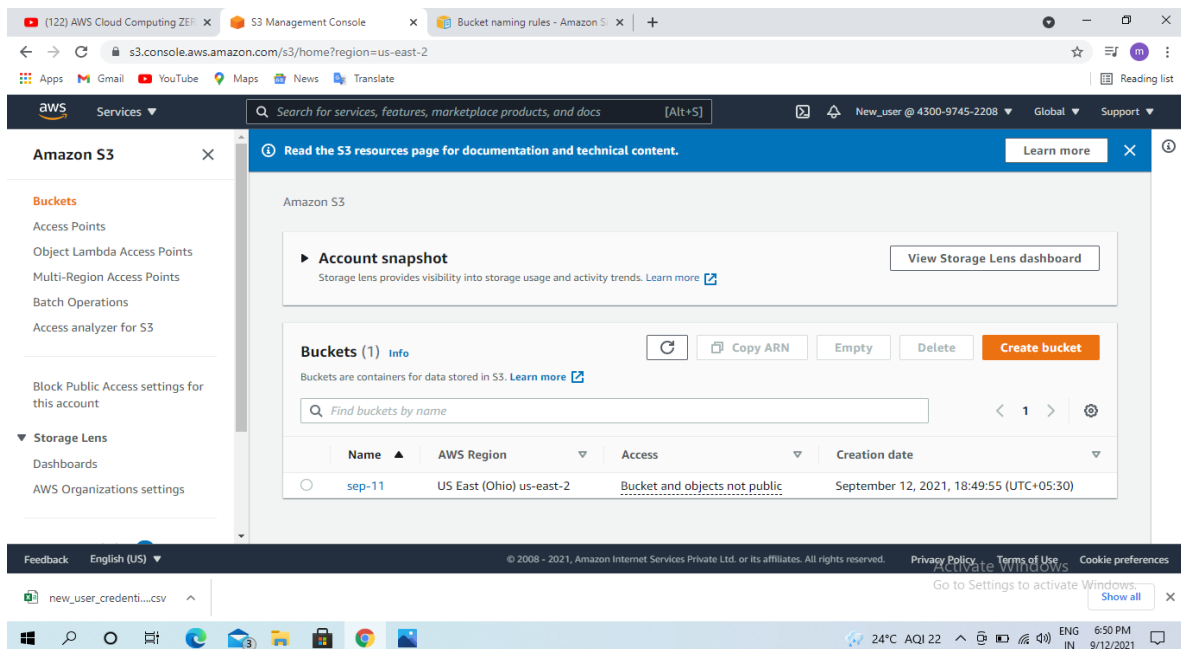 (122) AWS Cloud Computing ZER
S3 Management Console
Bucket naming rules - Amazon S
s3.console.aws.amazon.com/s3/home?region=us-east-2
m
Apps
Gmail
YouTube
Maps
News
Translate
Reading list
aws
Services
Search for services, features, marketplace products, and docs
[Alt+S]
New_user @ 4300-9745-2208
Global
Support
Amazon S3
Buckets
Access Points
Object Lambda Access Points
Multi-Region Access Points
Batch Operations
Access analyzer for S3
Block Public Access settings for
this account
Storage Lens
Dashboards
AWS Organizations settings
Read the S3 resources page for documentation and technical content.
Learn more
Amazon S3
Account snapshot
View Storage Lens dashboard
Storage lens provides visibility into storage usage and activity trends. Learn more
Buckets (1) Info
Copy ARN
Empty
Delete
Create bucket
Buckets are containers for data stored in S3. Learn more
Find buckets by name
1
Name
AWS Region
Access
Creation date
sep-11
US East (Ohio) us-east-2
Bucket and objects not public
September 12, 2021, 18:49:55 (UTC+05:30)
Feedback
English (US)
© 2008 - 2021, Amazon Internet Services Private Ltd. or its affiliates. All rights reserved.
Privacy Policy
Terms of Use
Cookie preferences
Activate Windows
Go to Settings to activate Windows.
new_user_credenti....csv
Show all
3
24°C AQI 22
ENG
IN
6:50 PM
9/12/2021